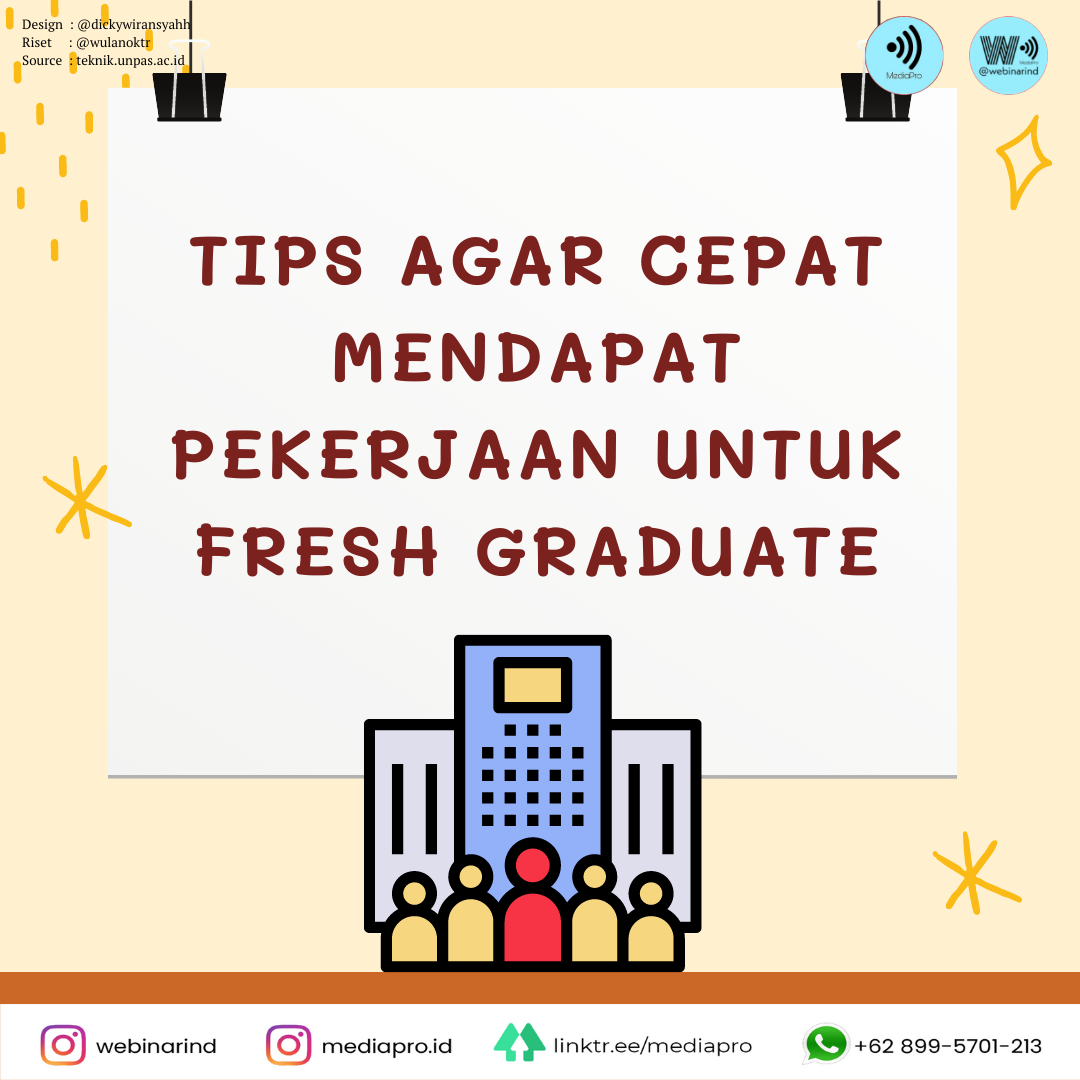 Design : @dickywiransyahh
Riset : @wulanoktr
Source : teknik.unpas.ac.id
MediaPro
W
MediaPro
@webinarind
TIPS AGAR CEPAT
MENDAPAT
PEKERJAAN UNTUK
FRESH GRADUATE
webinarind
mediapro.id
linktr.ee/mediapro
+62 899-5701-213